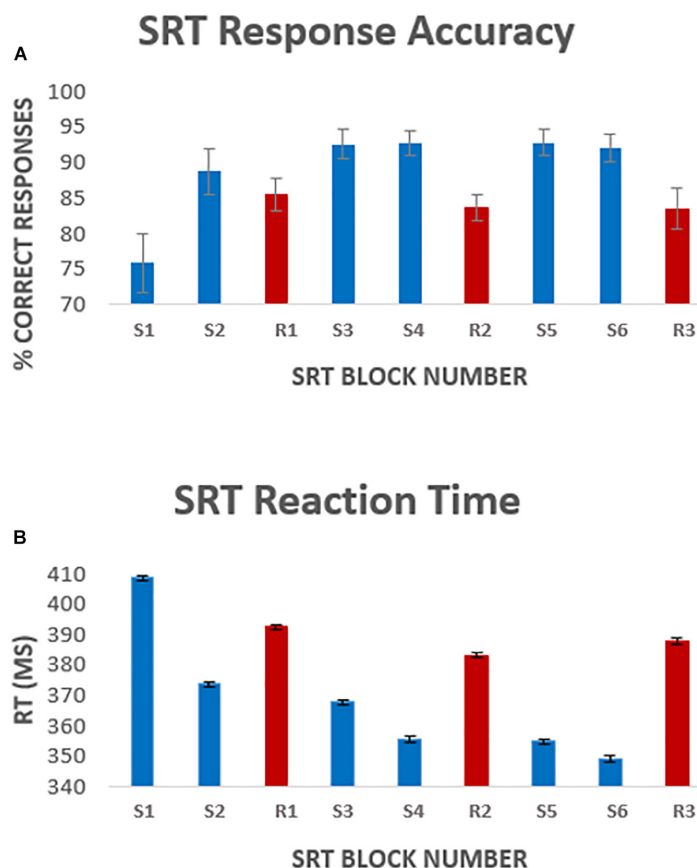 SRT Response Accuracy
A
% CORRECT RESPONSES
100
95
90
85
80
75
70
S1 S2 R1 S3 S4 R2 S5 S6 R3
SRT BLOCK NUMBER
SRT Reaction Time
B
RT (MS)
410
400
390
380
370
360
350
340
S1 S2 R1 S3 S4 R2 S5 S6 R3
SRT BLOCK NUMBER